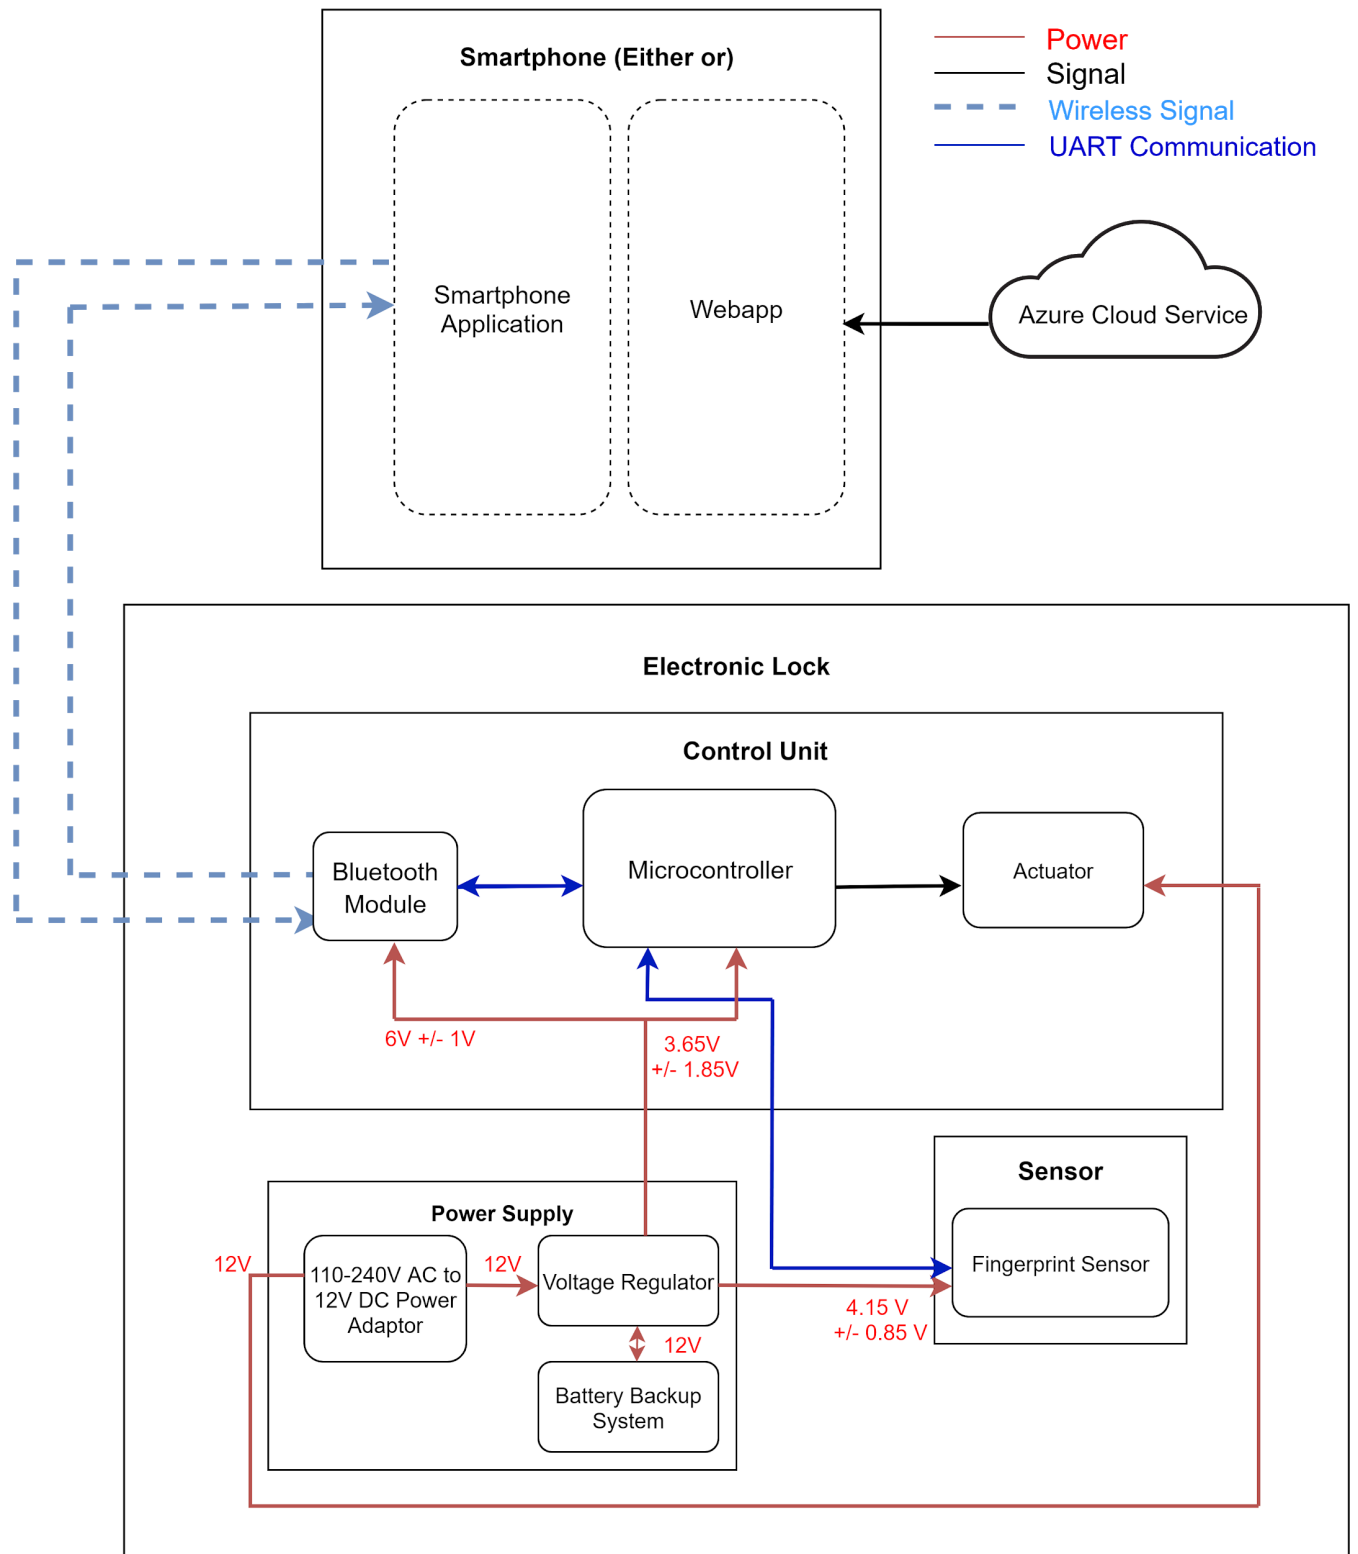 Smartphone (Either or)
Power
Signal
Wireless Signal
UART Communication
Smartphone
Application
Webapp
Azure Cloud Service
Electronic Lock
Control Unit
Bluetooth
Module
Microcontroller
Actuator
6V +/- 1V
3.65V
+/- 1.85V
Sensor
Power Supply
12V
110-240V AC to
12V DC Power
Adaptor
12V
Voltage Regulator
Fingerprint Sensor
4.15 V
+/- 0.85 V
12V
Battery Backup
System